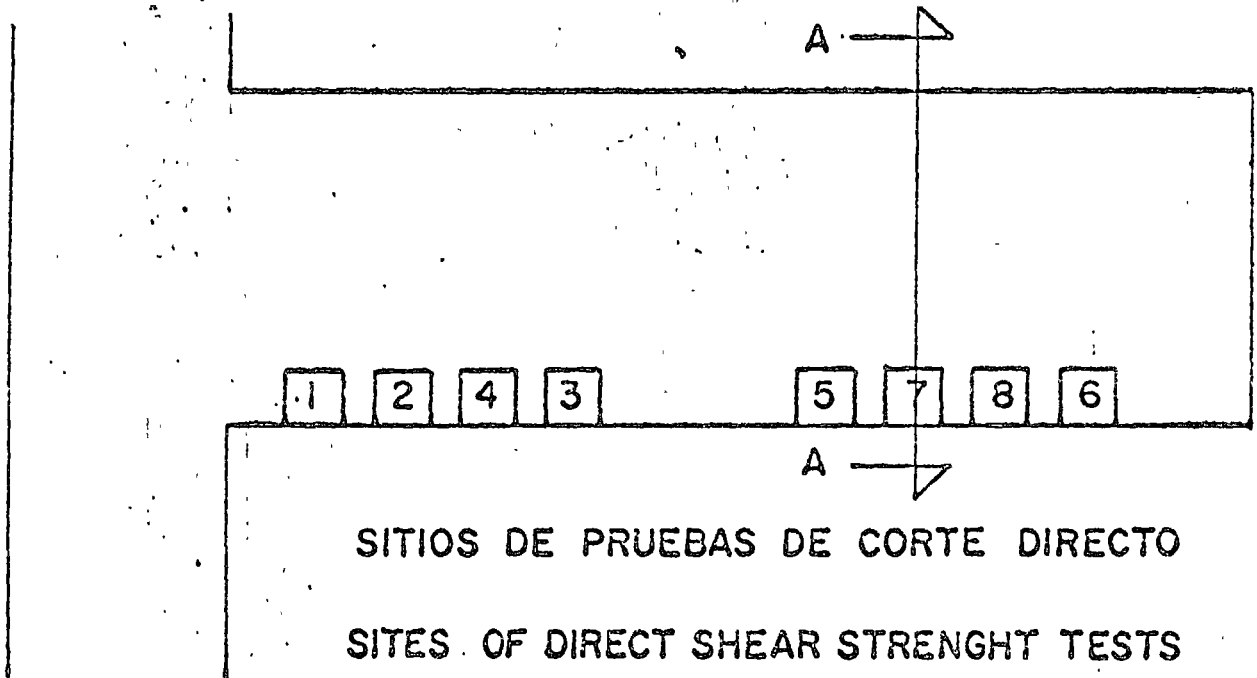 A
1 2 4 3 5 7 8 6
A
SITIOS DE PRUEBAS DE CORTE DIRECTO
SITES OF DIRECT SHEAR STRENGHT TESTS